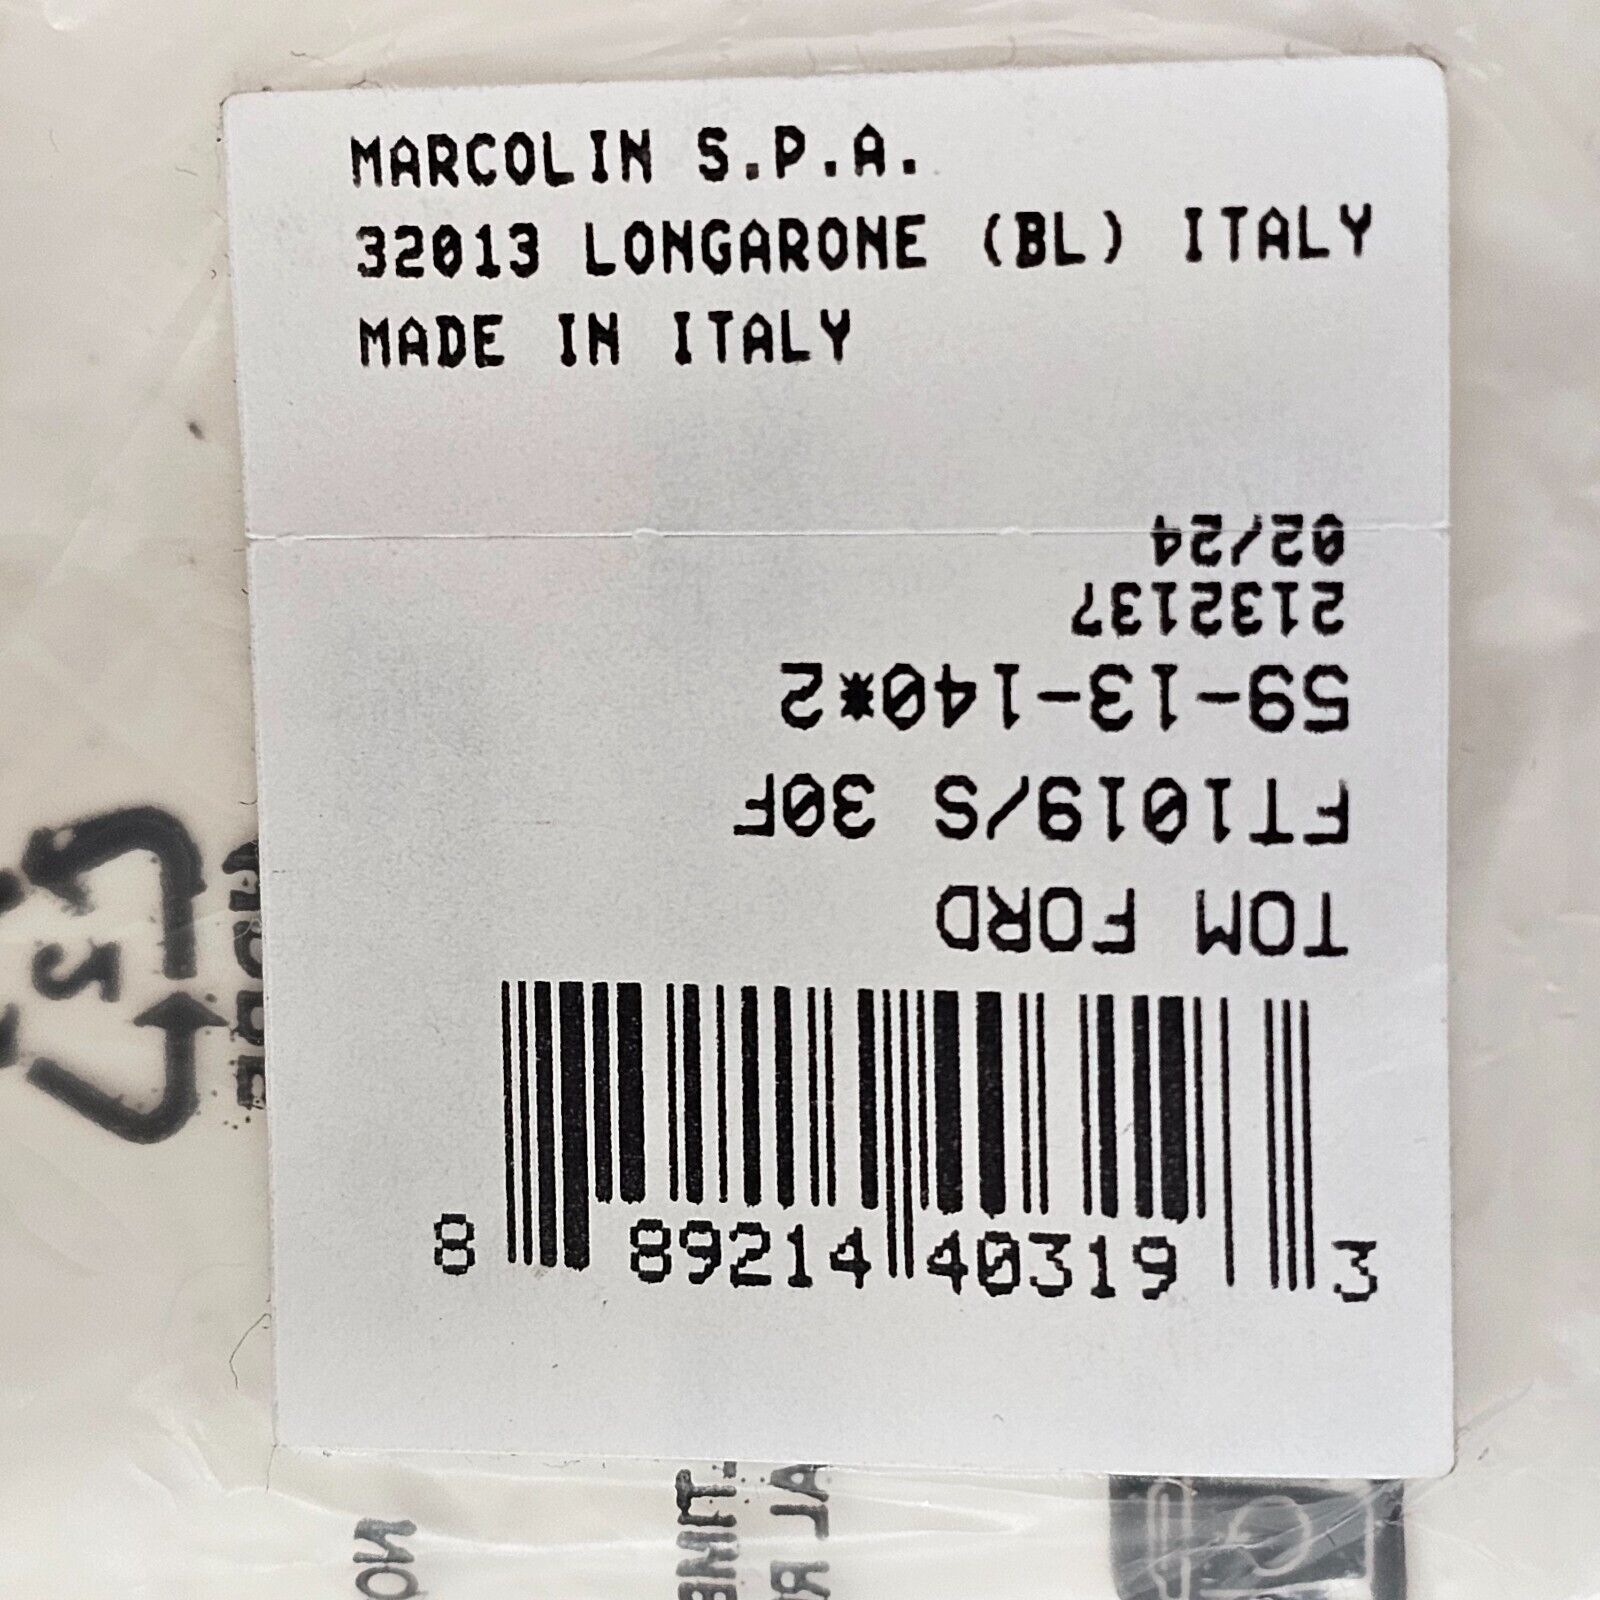 MARCOLIN S.P.A.
32013 LONGARONE (BL) ITALY
MADE IN ITALY
TOM FORD
FT1019/S 30F
59-13-140*2
2132137
02/24
8 89214 40319 3
2